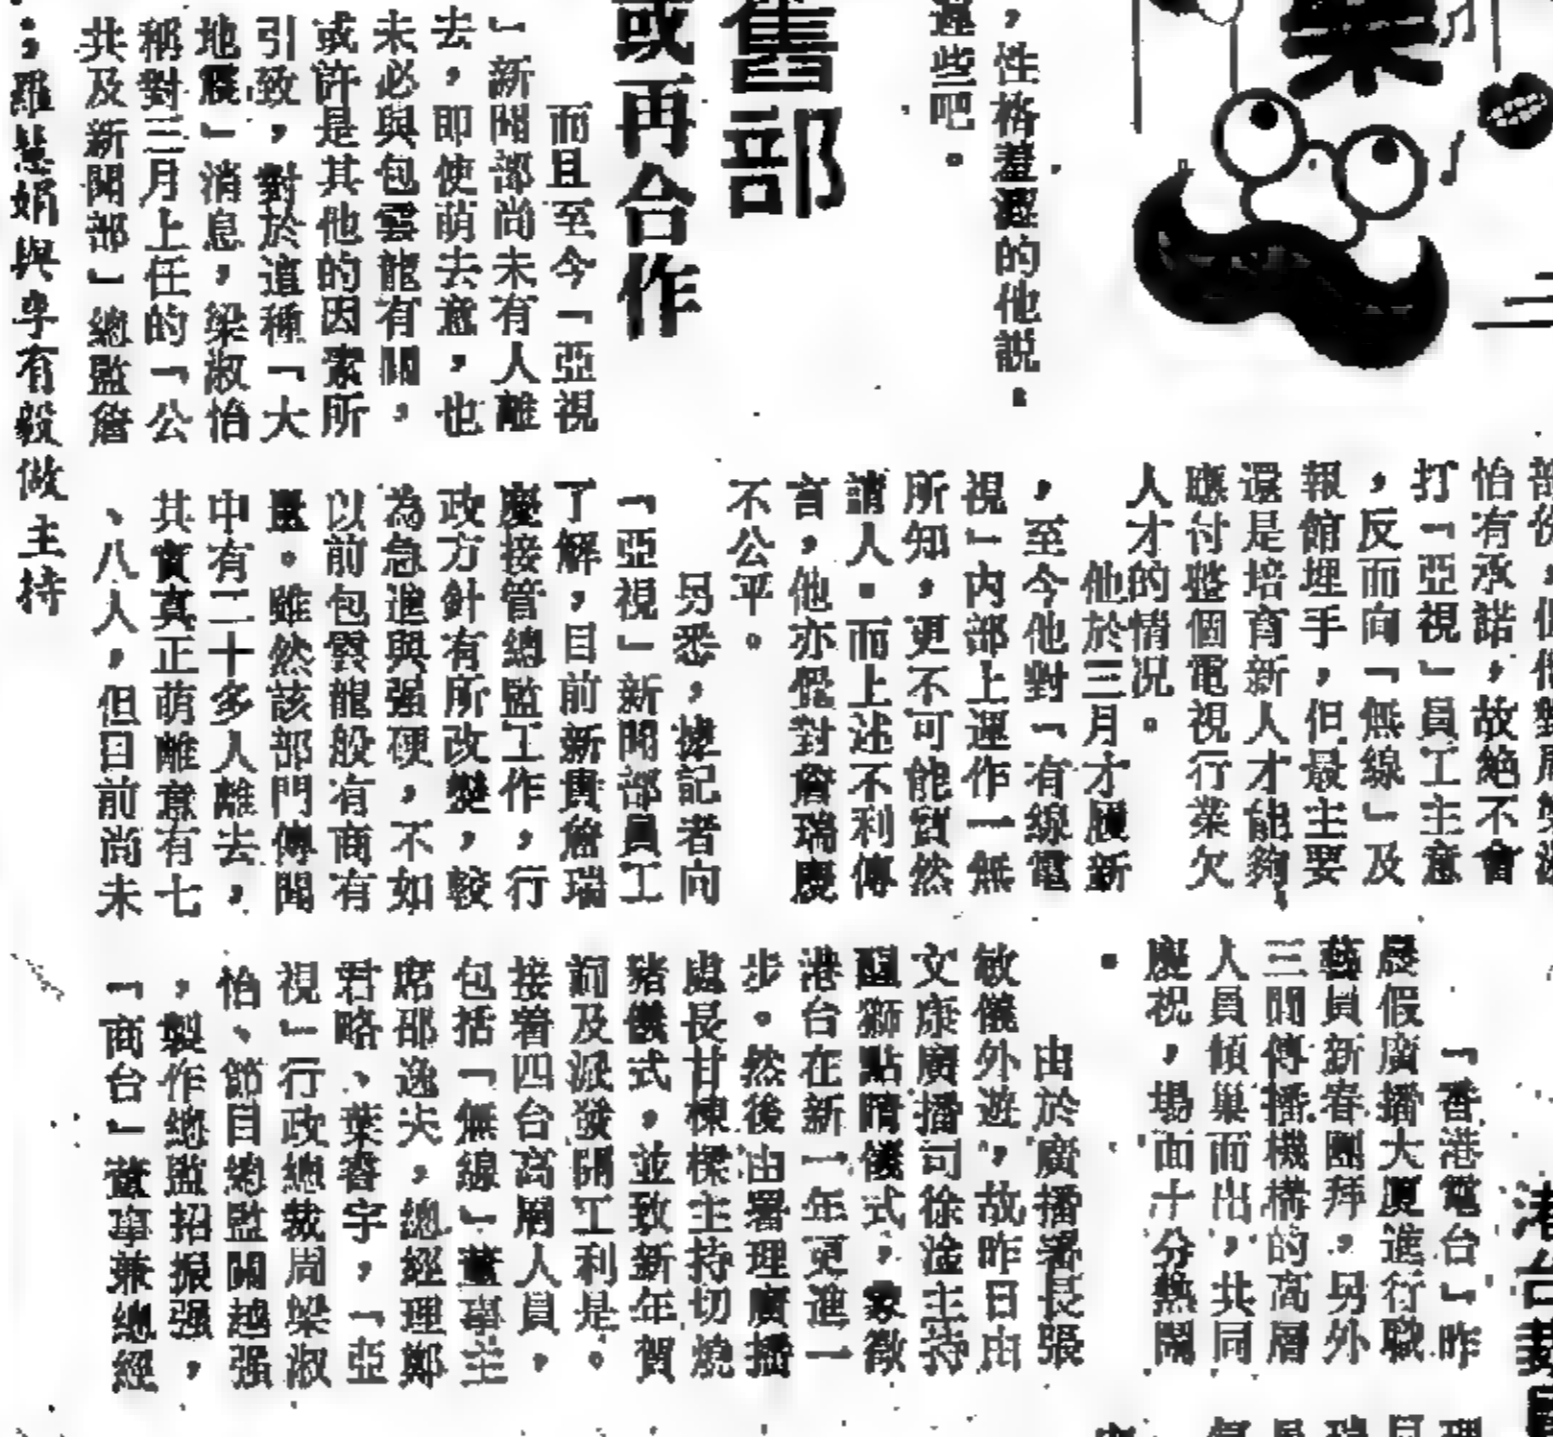 ，性格羞澀的他說。
遲些吧。
舊部
或再合作
而且至今「亞視
」新聞部尚未有人離
去，即使萌去意，也
未必與包雲龍有關，
或許是其他的因素所
引致，對於這種「大
地震」消息，梁淑怡
稱對三月上任的「公
共及新聞部」總監詹
怡有承諾，故絕不會
打「亞視」員工主意
，反而向「無線」及
報館埋手，但最主要
還是培育新人才能夠
應付整個電視行業欠
人才的情況。
他於三月才履新
，至今他對「有線電
視」內部上運作一無
所知，更不可能貿然
請人。而上述不利傳
言，他亦覺對詹瑞慶
不公平。
另悉，據記者向
「亞視」新聞部員工
了解，目前新貴詹瑞
慶接管總監工作，行
政方針有所改變，較
為急進與强硬，不如
以前包雲龍般有商有
量。雖然該部門傳聞
中有二十多人離去，
其實真正萌離意有七
、八人，但目前尚未
羅慧娟與李有毅做主持
「香港電台」昨
晨假廣播大厦進行職
藝員新春團拜，另外
三間傳播機構的高層
人員傾巢而出，共同
慶祝，場面十分熱鬧
。
由於廣播署長張
敏儀外遊，故昨日由
文康廣播司徐淦主持
醒獅點睛儀式，象徵
港台在新一年更進一
步。然後由署理廣播
處長甘棟樑主持切燒
豬儀式，並致新年賀
詞及派發開工利是。
接着四台高層人員，
包括「無線」董事主
席邵逸夫，總經理鄭
君略、葉睿宇，「亞
視」行政總裁周梁淑
怡、節目總監關越强
，製作總監招振强，
「商台」董事兼總經